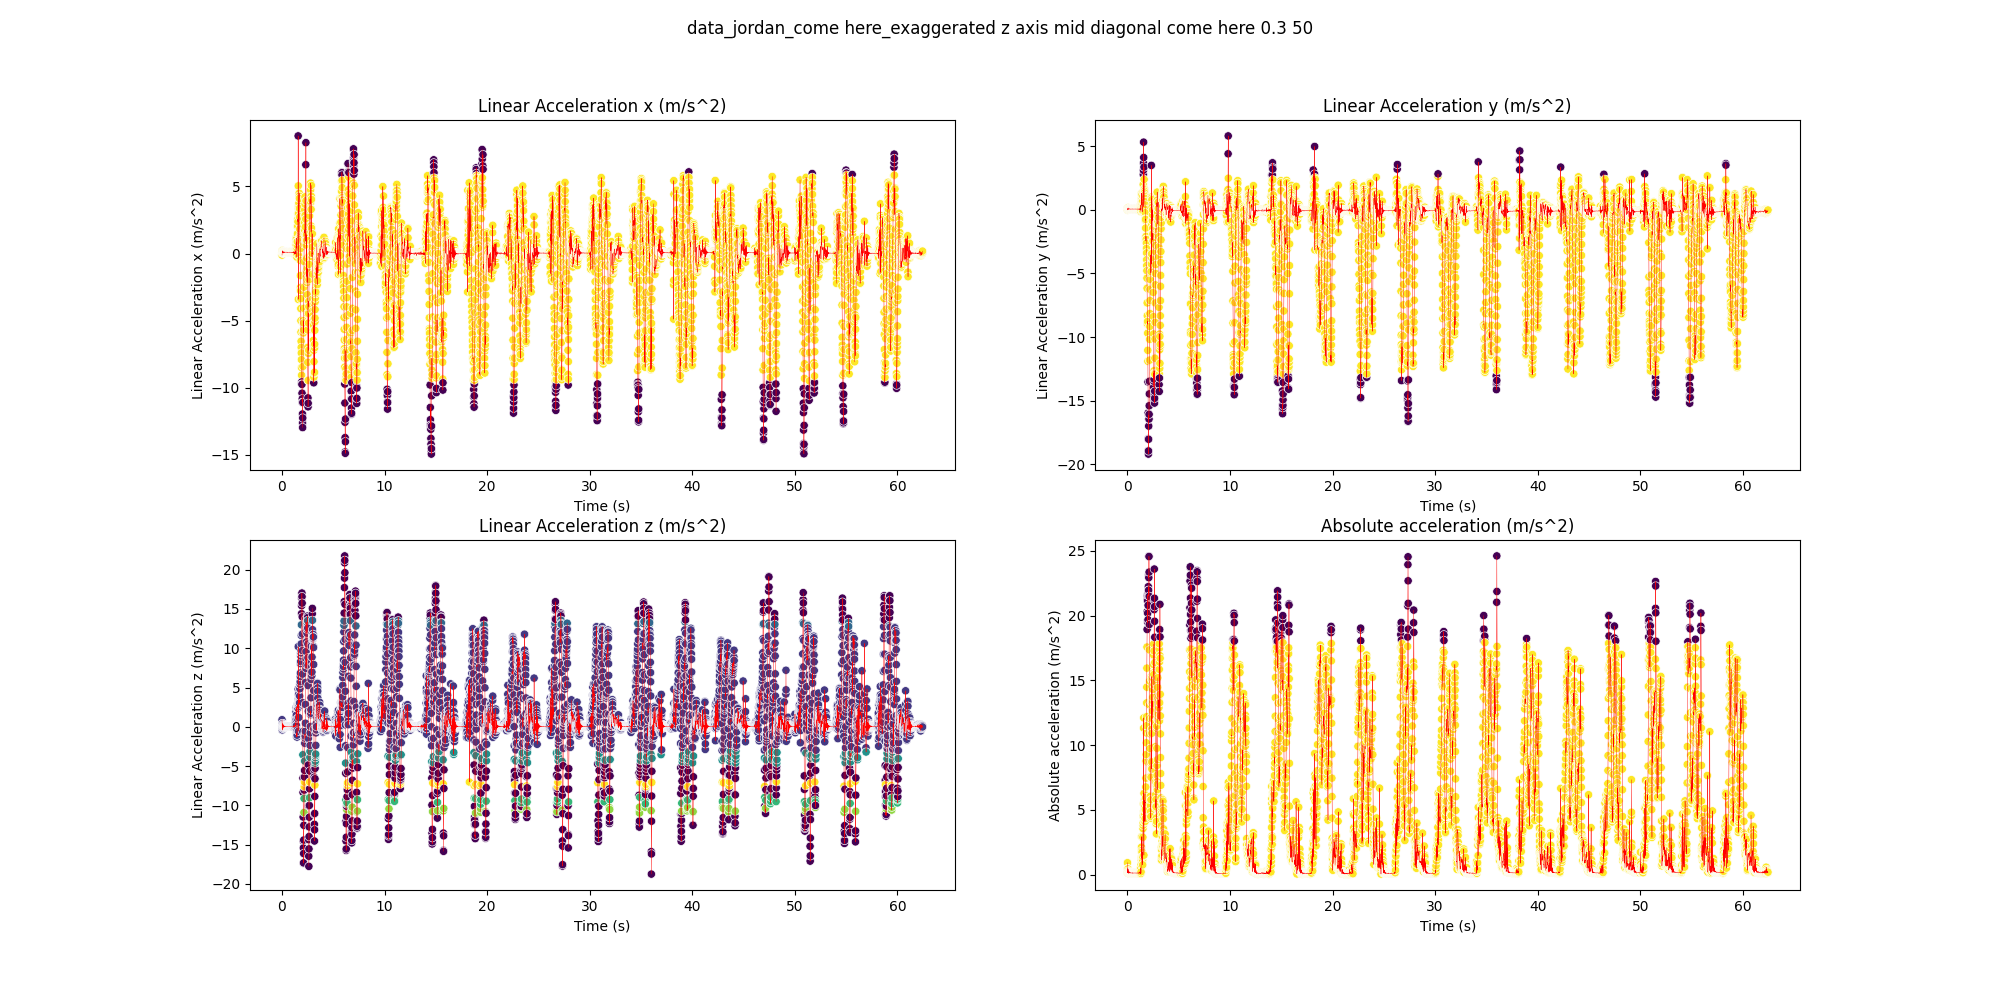 data_jordan_come here_exaggerated z axis mid diagonal come here 0.3 50
Linear Acceleration x (m/s^2)
Linear Acceleration x (m/s^2)
5
0
−5
−10
−15
0 10 20 30 40 50 60
Time (s)
Linear Acceleration y (m/s^2)
Linear Acceleration y (m/s^2)
5
0
−5
−10
−15
−20
0 10 20 30 40 50 60
Time (s)
Linear Acceleration z (m/s^2)
Linear Acceleration z (m/s^2)
20
15
10
5
0
−5
−10
−15
−20
0 10 20 30 40 50 60
Time (s)
Absolute acceleration (m/s^2)
Absolute acceleration (m/s^2)
25
20
15
10
5
0
0 10 20 30 40 50 60
Time (s)